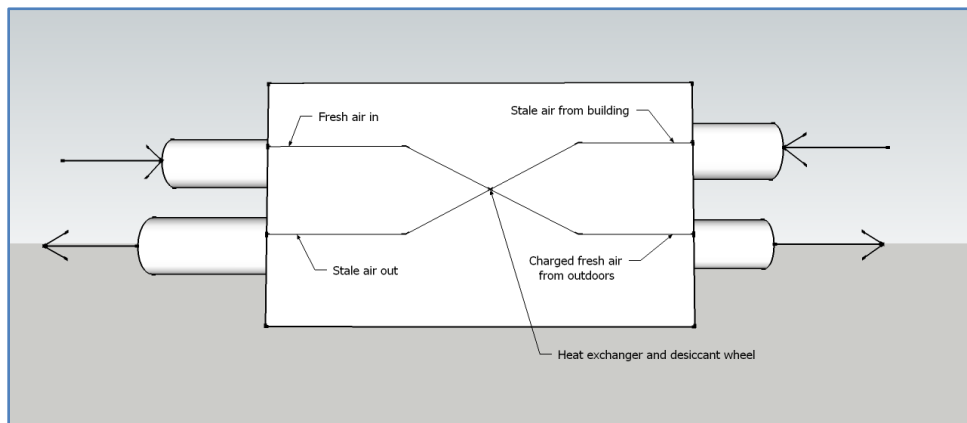 Fresh air in
Stale air from building
Stale air out
Charged fresh air
from outdoors
Heat exchanger and desiccant wheel